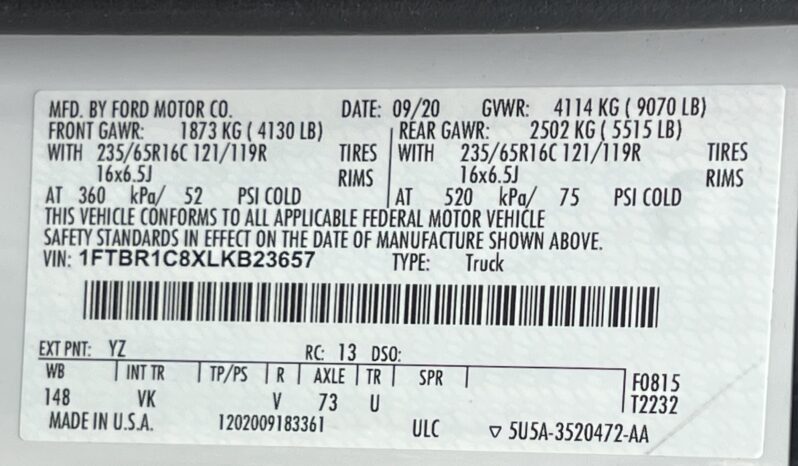 MFD. BY FORD MOTOR CO. DATE: 09/20 GVWR: 4114 KG ( 9070 LB)
FRONT GAWR: 1873 KG ( 4130 LB) REAR GAWR: 2502 KG ( 5515 LB)
WITH 235/65R16C 121/119R TIRES WITH 235/65R16C 121/119R TIRES
16x6.5J RIMS 16x6.5J RIMS
AT 360 kPa/ 52 PSI COLD AT 520 kPa/ 75 PSI COLD
THIS VEHICLE CONFORMS TO ALL APPLICABLE FEDERAL MOTOR VEHICLE
SAFETY STANDARDS IN EFFECT ON THE DATE OF MANUFACTURE SHOWN ABOVE.
VIN: 1FTBR1C8XLKB23657 TYPE: Truck
EXT PNT: YZ RC: 13 DSO:
WB INT TR TP/PS R AXLE TR SPR F0815
148 VK V 73 U T2232
MADE IN U.S.A. 1202009183361 ULC ▽ 5U5A-3520472-AA